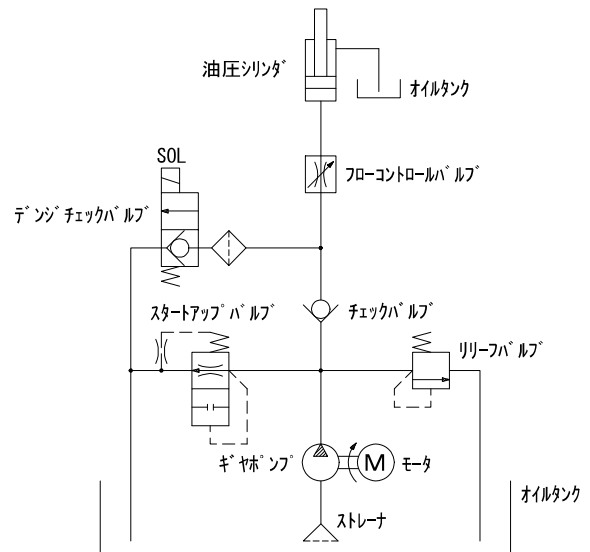 油圧シリンダ
オイルタンク
SOL
フローコントロールバルブ
デンジチェックバルブ
スタートアップバルブ
チェックバルブ
リリーフバルブ
ギヤポンプ
M
モータ
オイルタンク
ストレーナ